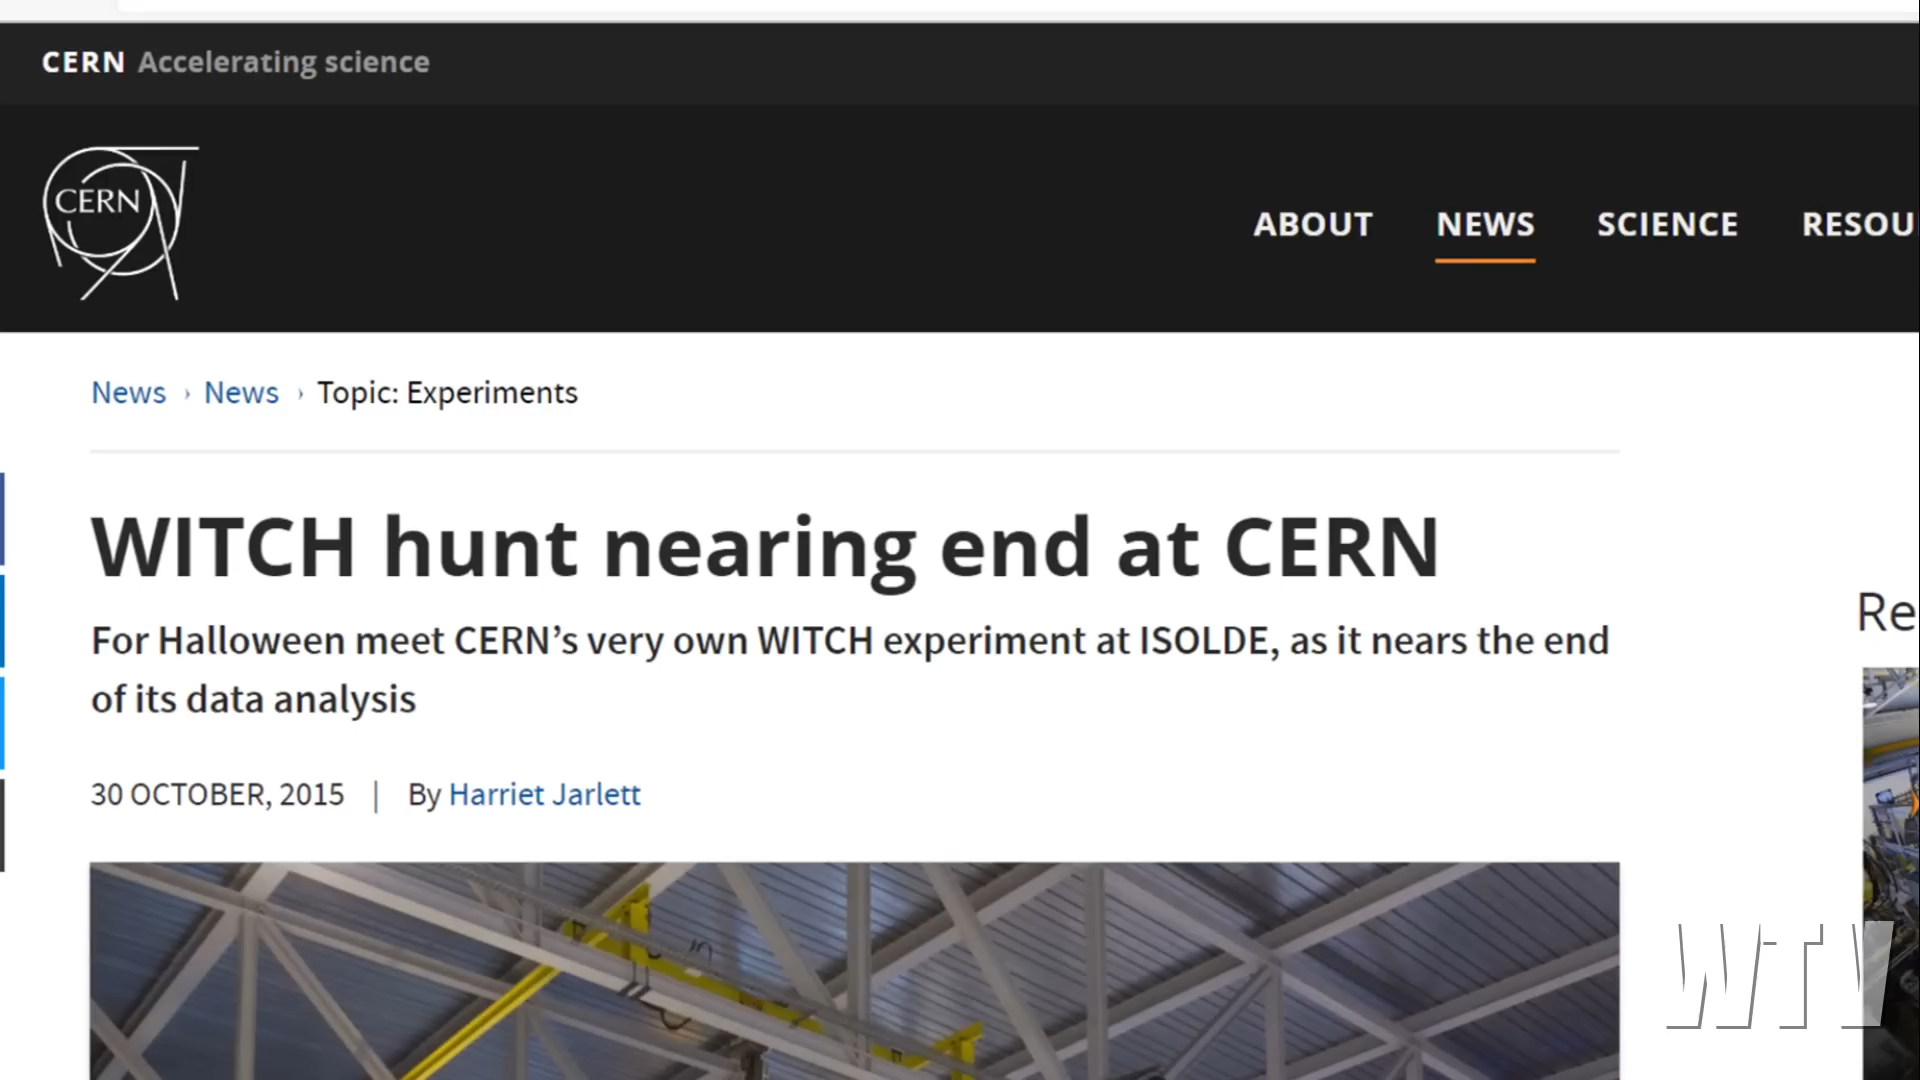 CERN Accelerating science
CERN
ABOUT NEWS SCIENCE RESOU
News › News › Topic: Experiments
WITCH hunt nearing end at CERN
For Halloween meet CERN’s very own WITCH experiment at ISOLDE, as it nears the end
of its data analysis
Re
30 OCTOBER, 2015 | By Harriet Jarlett
WTV